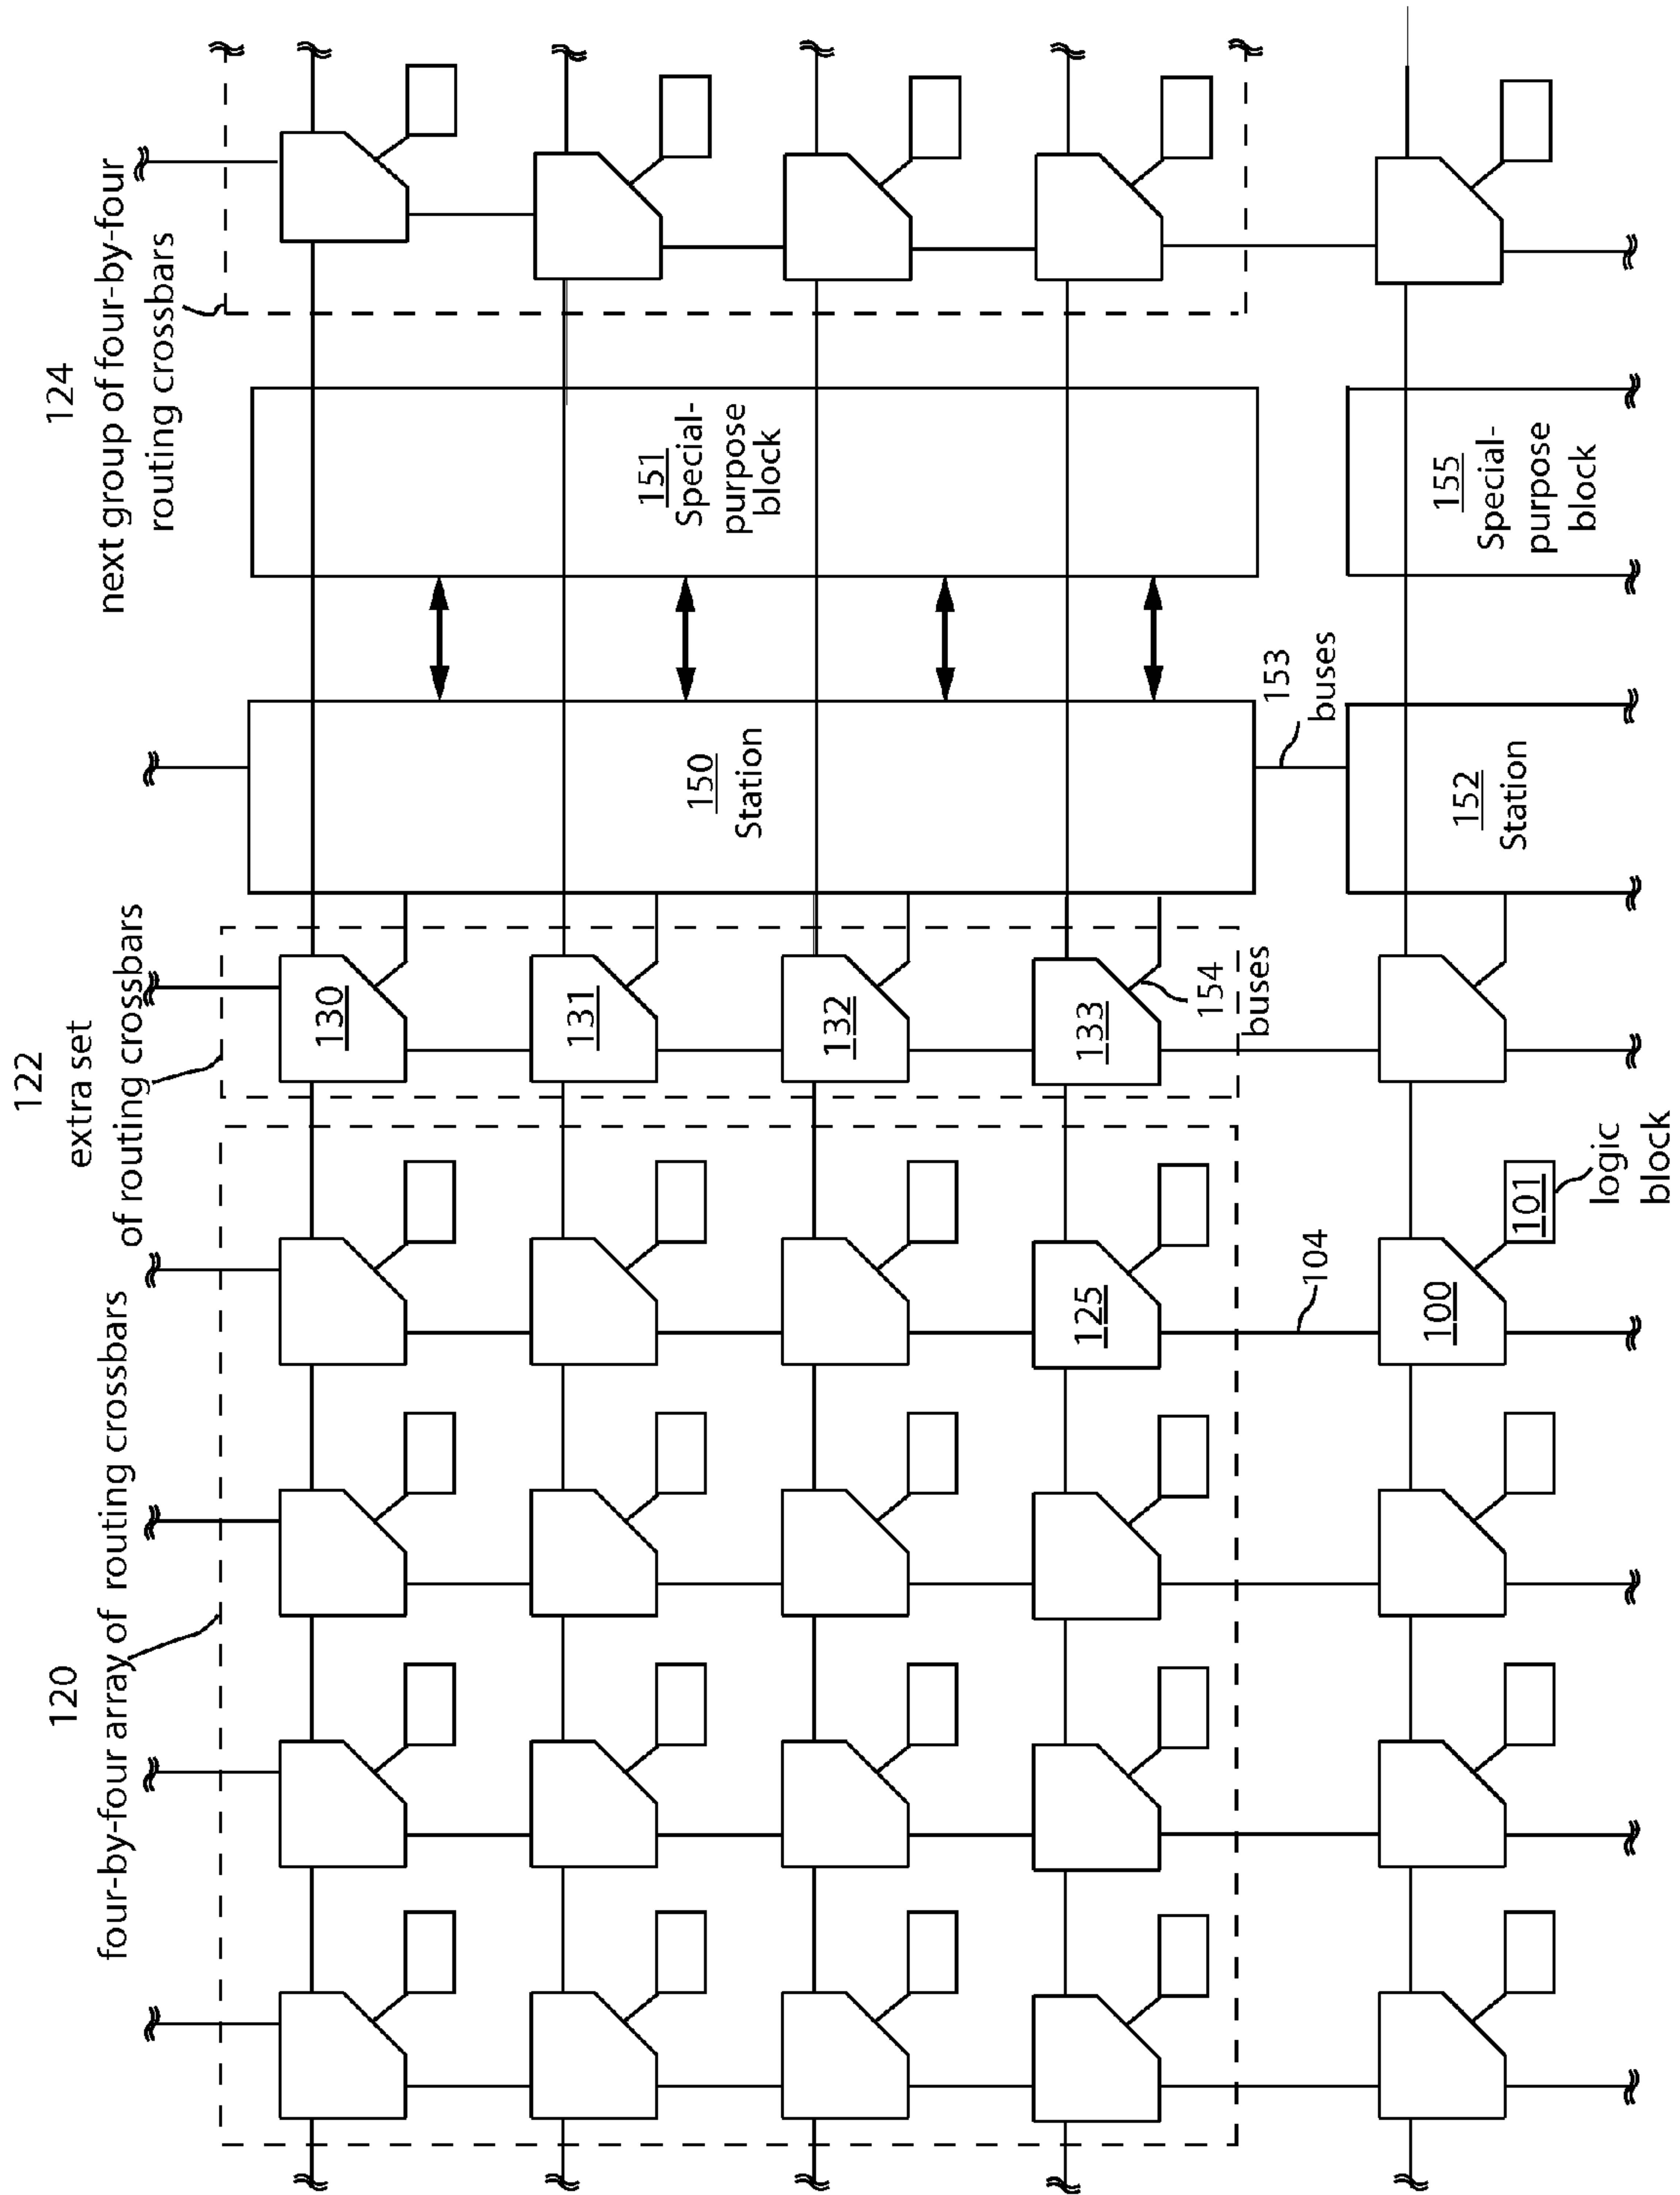 120
four-by-four array of routing crossbars
122
extra set
of routing crossbars
124
next group of four-by-four
routing crossbars
130
131
132
133
150
Station
151
Special-
purpose
block
154
buses
153
buses
125
104
100
101
logic
block
152
Station
155
Special-
purpose
block